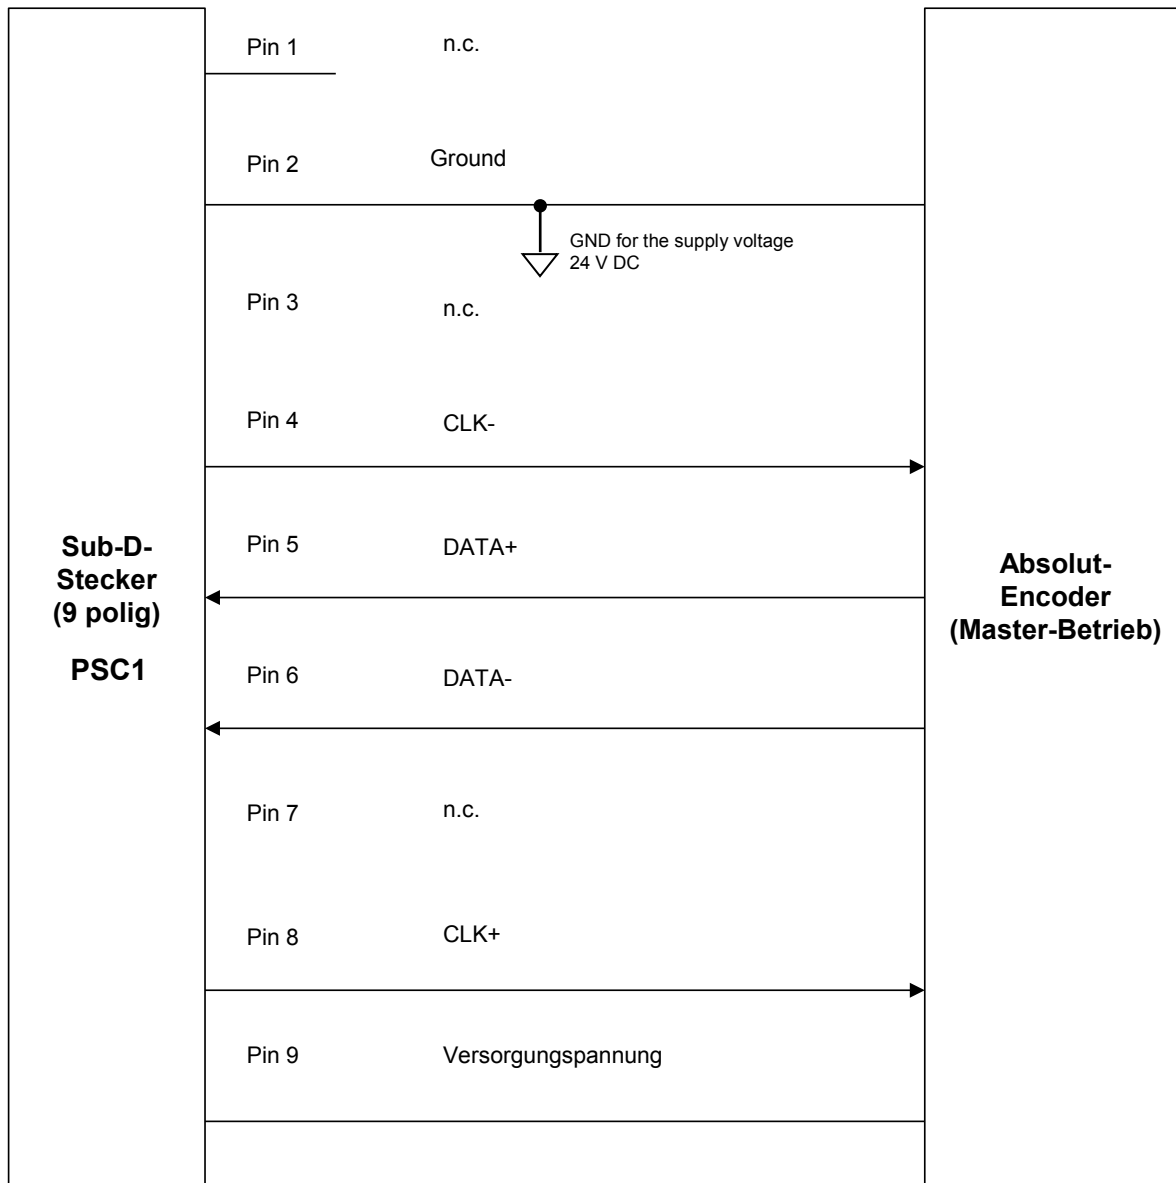 Pin 1
n.c.
Pin 2
Ground
GND for the supply voltage
24 V DC
Pin 3
n.c.
Pin 4
CLK-
Pin 5
DATA+
Sub-D-
Stecker
(9 polig)
PSC1
Absolut-
Encoder
(Master-Betrieb)
Pin 6
DATA-
Pin 7
n.c.
Pin 8
CLK+
Pin 9
Versorgungspannung